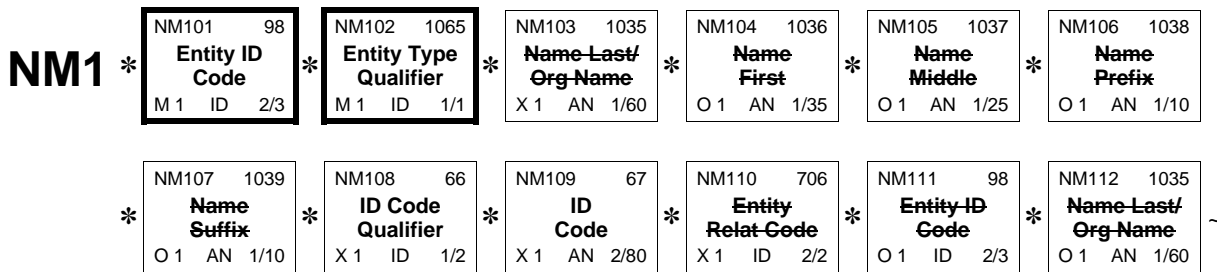 NM101 98 NM102 1065 NM103 1035 NM104 1036 NM105 1037 NM106 1038
NM1 * Entity ID Code * Entity Type Qualifier * Name Last/ Org Name * Name First * Name Middle * Name Prefix
M 1 ID 2/3 M 1 ID 1/1 X 1 AN 1/60 O 1 AN 1/35 O 1 AN 1/25 O 1 AN 1/10
NM107 1039 NM108 66 NM109 67 NM110 706 NM111 98 NM112 1035
* Name Suffix * ID Code Qualifier * ID Code * Entity Relat Code * Entity ID Code * Name Last/ Org Name ~
O 1 AN 1/10 X 1 ID 1/2 X 1 AN 2/80 X 1 ID 2/2 O 1 ID 2/3 O 1 AN 1/60